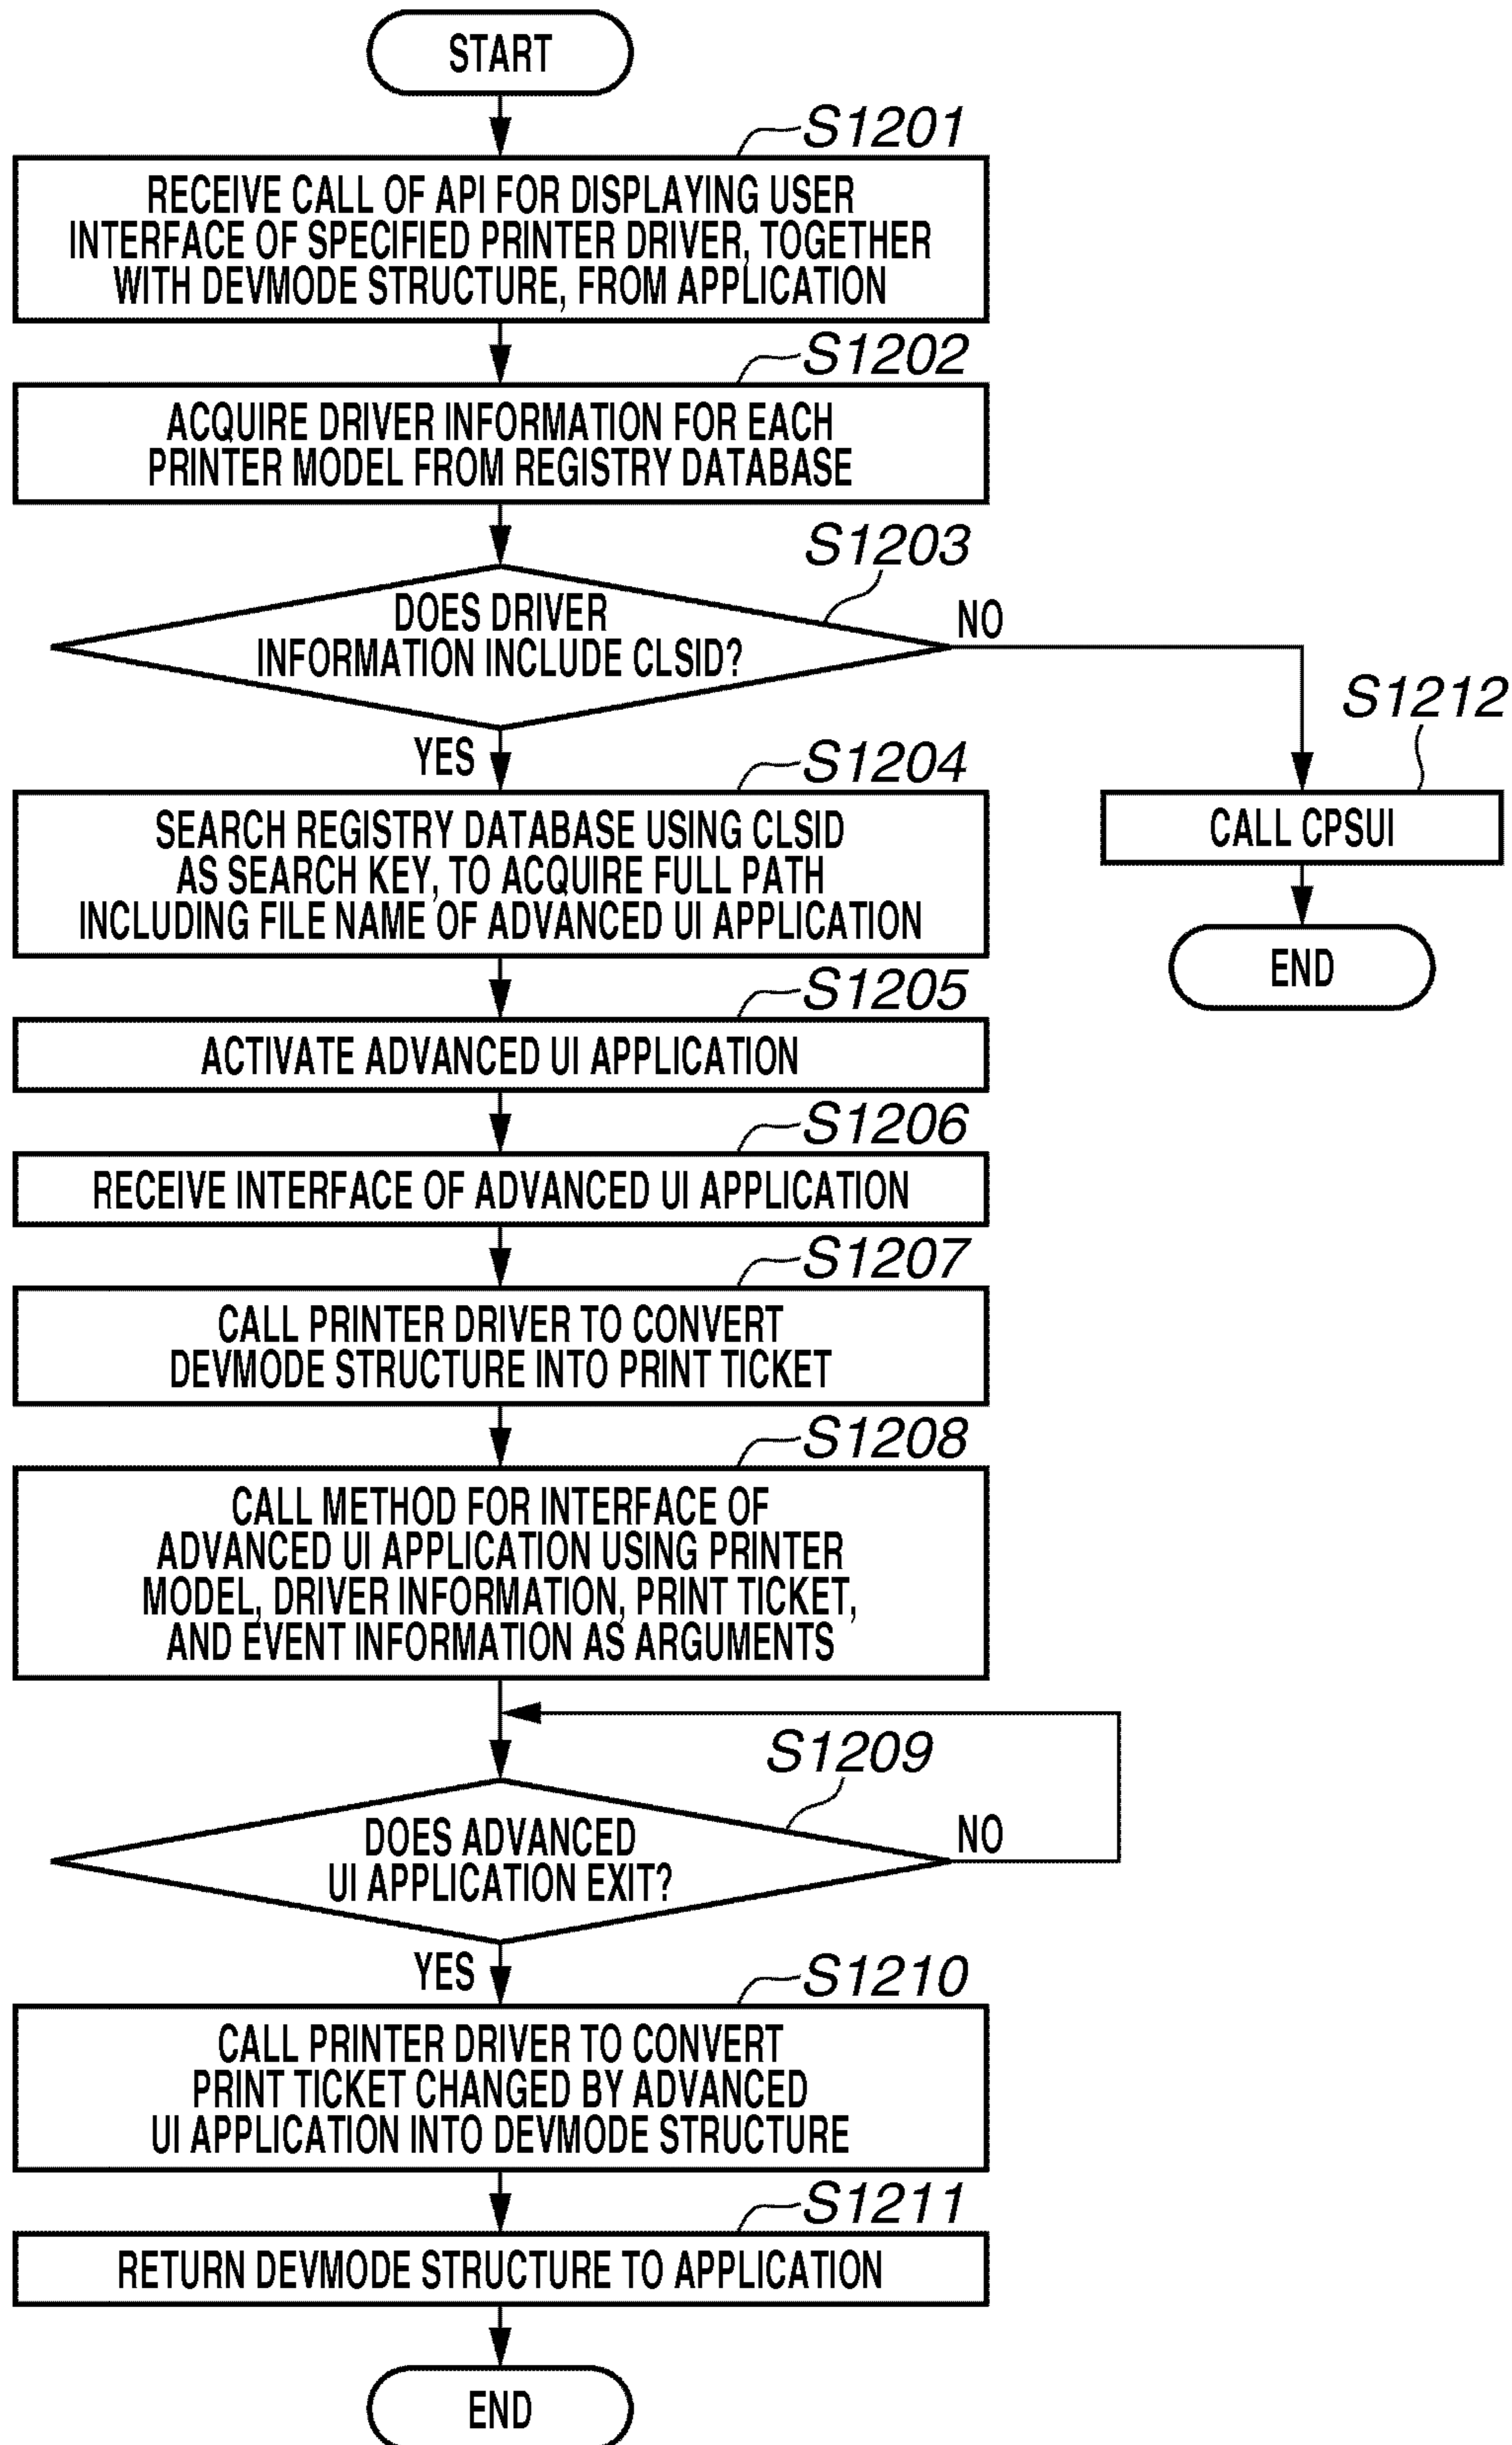 START
S1201
RECEIVE CALL OF API FOR DISPLAYING USER
INTERFACE OF SPECIFIED PRINTER DRIVER, TOGETHER
WITH DEVMODE STRUCTURE, FROM APPLICATION
S1202
ACQUIRE DRIVER INFORMATION FOR EACH
PRINTER MODEL FROM REGISTRY DATABASE
S1203
DOES DRIVER
INFORMATION INCLUDE CLSID?
NO
YES
S1212
CALL CPSUI
END
S1204
SEARCH REGISTRY DATABASE USING CLSID
AS SEARCH KEY, TO ACQUIRE FULL PATH
INCLUDING FILE NAME OF ADVANCED UI APPLICATION
S1205
ACTIVATE ADVANCED UI APPLICATION
S1206
RECEIVE INTERFACE OF ADVANCED UI APPLICATION
S1207
CALL PRINTER DRIVER TO CONVERT
DEVMODE STRUCTURE INTO PRINT TICKET
S1208
CALL METHOD FOR INTERFACE OF
ADVANCED UI APPLICATION USING PRINTER
MODEL, DRIVER INFORMATION, PRINT TICKET,
AND EVENT INFORMATION AS ARGUMENTS
S1209
DOES ADVANCED
UI APPLICATION EXIT?
NO
YES
S1210
CALL PRINTER DRIVER TO CONVERT
PRINT TICKET CHANGED BY ADVANCED
UI APPLICATION INTO DEVMODE STRUCTURE
S1211
RETURN DEVMODE STRUCTURE TO APPLICATION
END